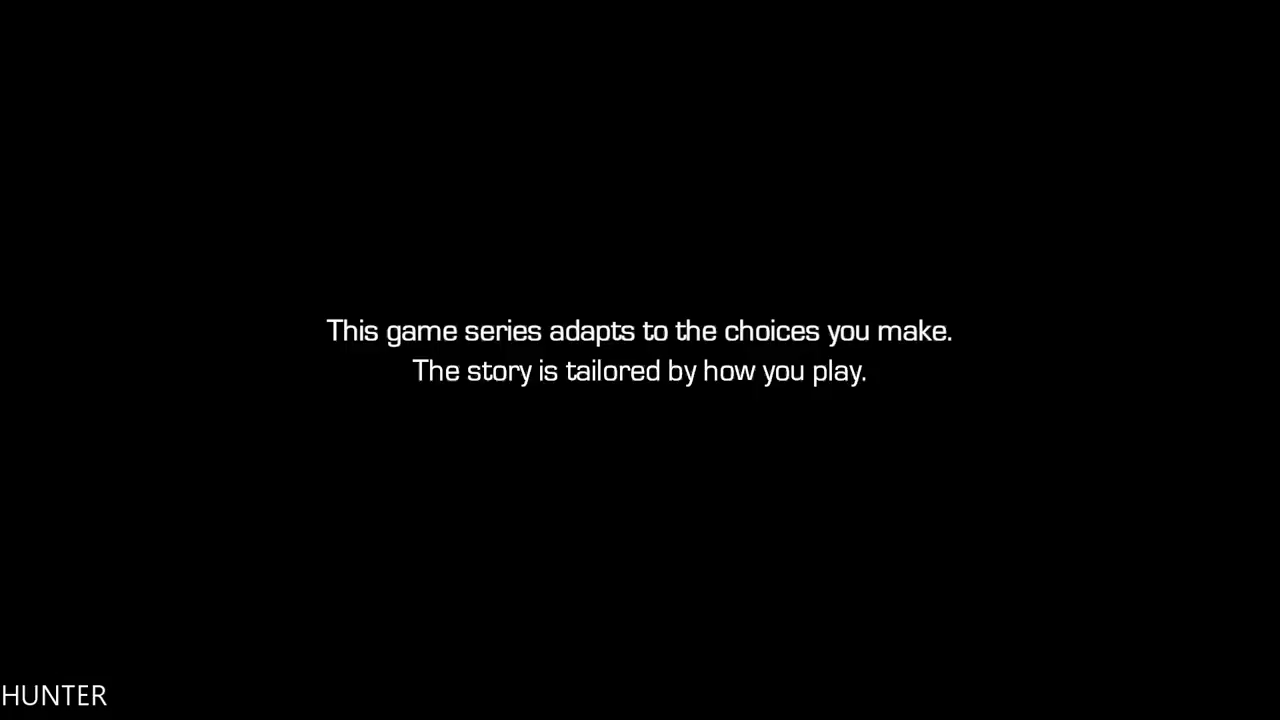 This game series adapts to the choices you make.
The story is tailored by how you play.
HUNTER